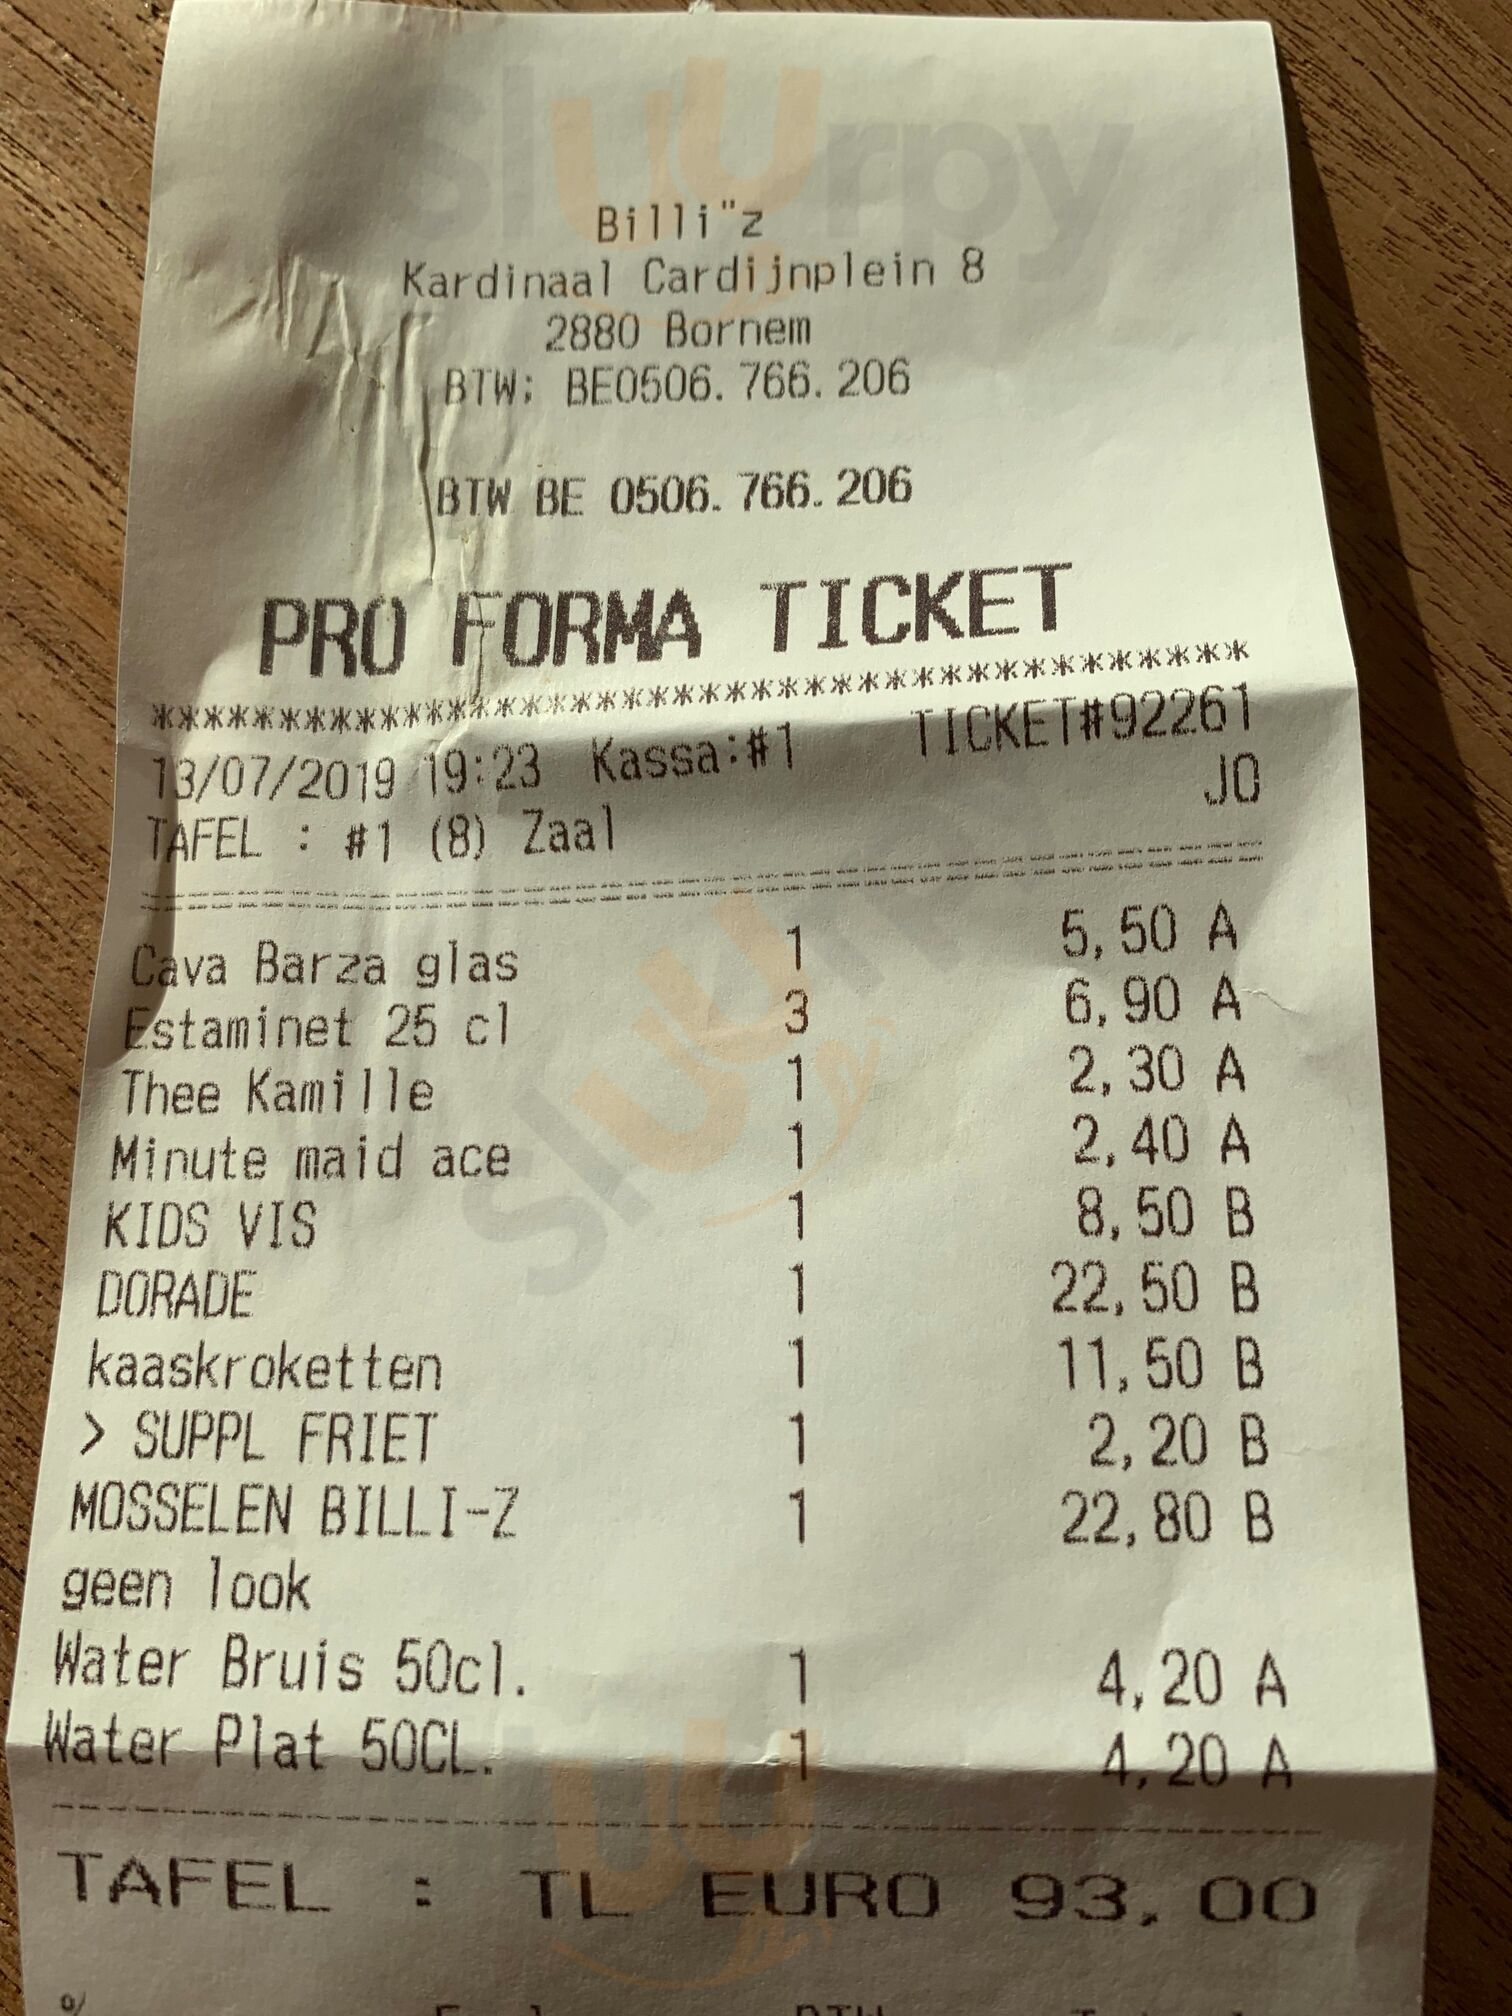 slurpy
Billi"z
Kardinaal Cardijnplein 8
2880 Bornem
BTW: BE0506.766.206
BTW BE 0506.766.206
PRO FORMA TICKET
*******************************************
13/07/2019 19:23 Kassa:#1 TICKET#92261
JO
TAFEL : #1 (8) Zaal
Cava Barza glas 1 5,50 A
Estaminet 25 cl 3 6,90 A
Thee Kamille 1 2,30 A
Minute maid ace 1 2,40 A
KIDS VIS 1 8,50 B
DORADE 1 22,50 B
kaaskroketten 1 11,50 B
> SUPPL FRIET 1 2,20 B
MOSSELEN BILLI-Z 1 22,80 B
geen look
Water Bruis 50cl. 1 4,20 A
Water Plat 50CL. 1 4,20 A
TAFEL : TL EURO 93,00
%